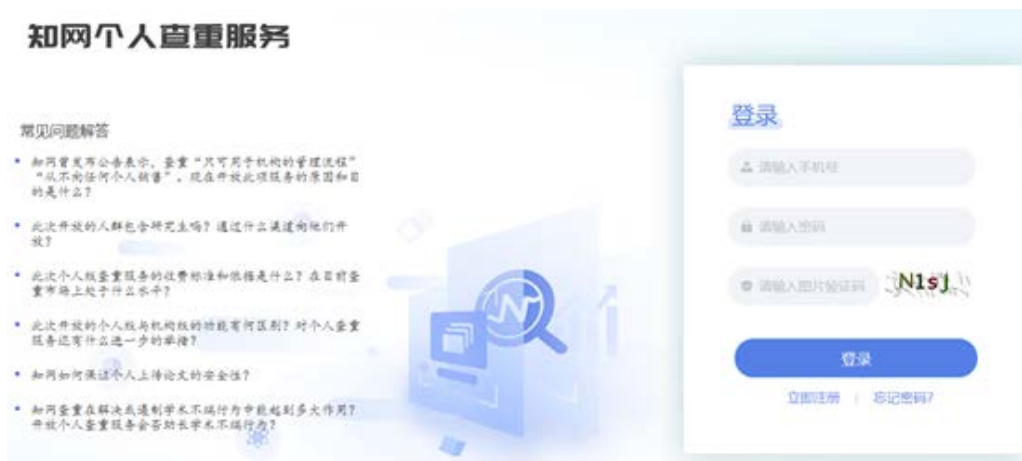 知网个人查重服务
常见问题解答
知网曾发布公告表示，查重“只可用于机构的管理流程”
“从不向任何个人销售”。现在开放此项服务的原因和目
的是什么？
此次开放的人群包含研究生吗？通过什么渠道向他们开
放？
此次个人版查重服务的收费标准和依据是什么？在目前查
重市场上处于什么水平？
此次开放的个人版与机构版的功能有何区别？对个人查重
服务还有什么进一步的举措？
知网如何保证个人上传论文的安全性？
知网查重在解决或遏制学术不端行为中能起到多大作用？
开放个人查重服务会否助长学术不端行为？
登录
请输入手机号
请输入密码
请输入图片验证码 N1sJ
登录
立即注册 | 忘记密码?